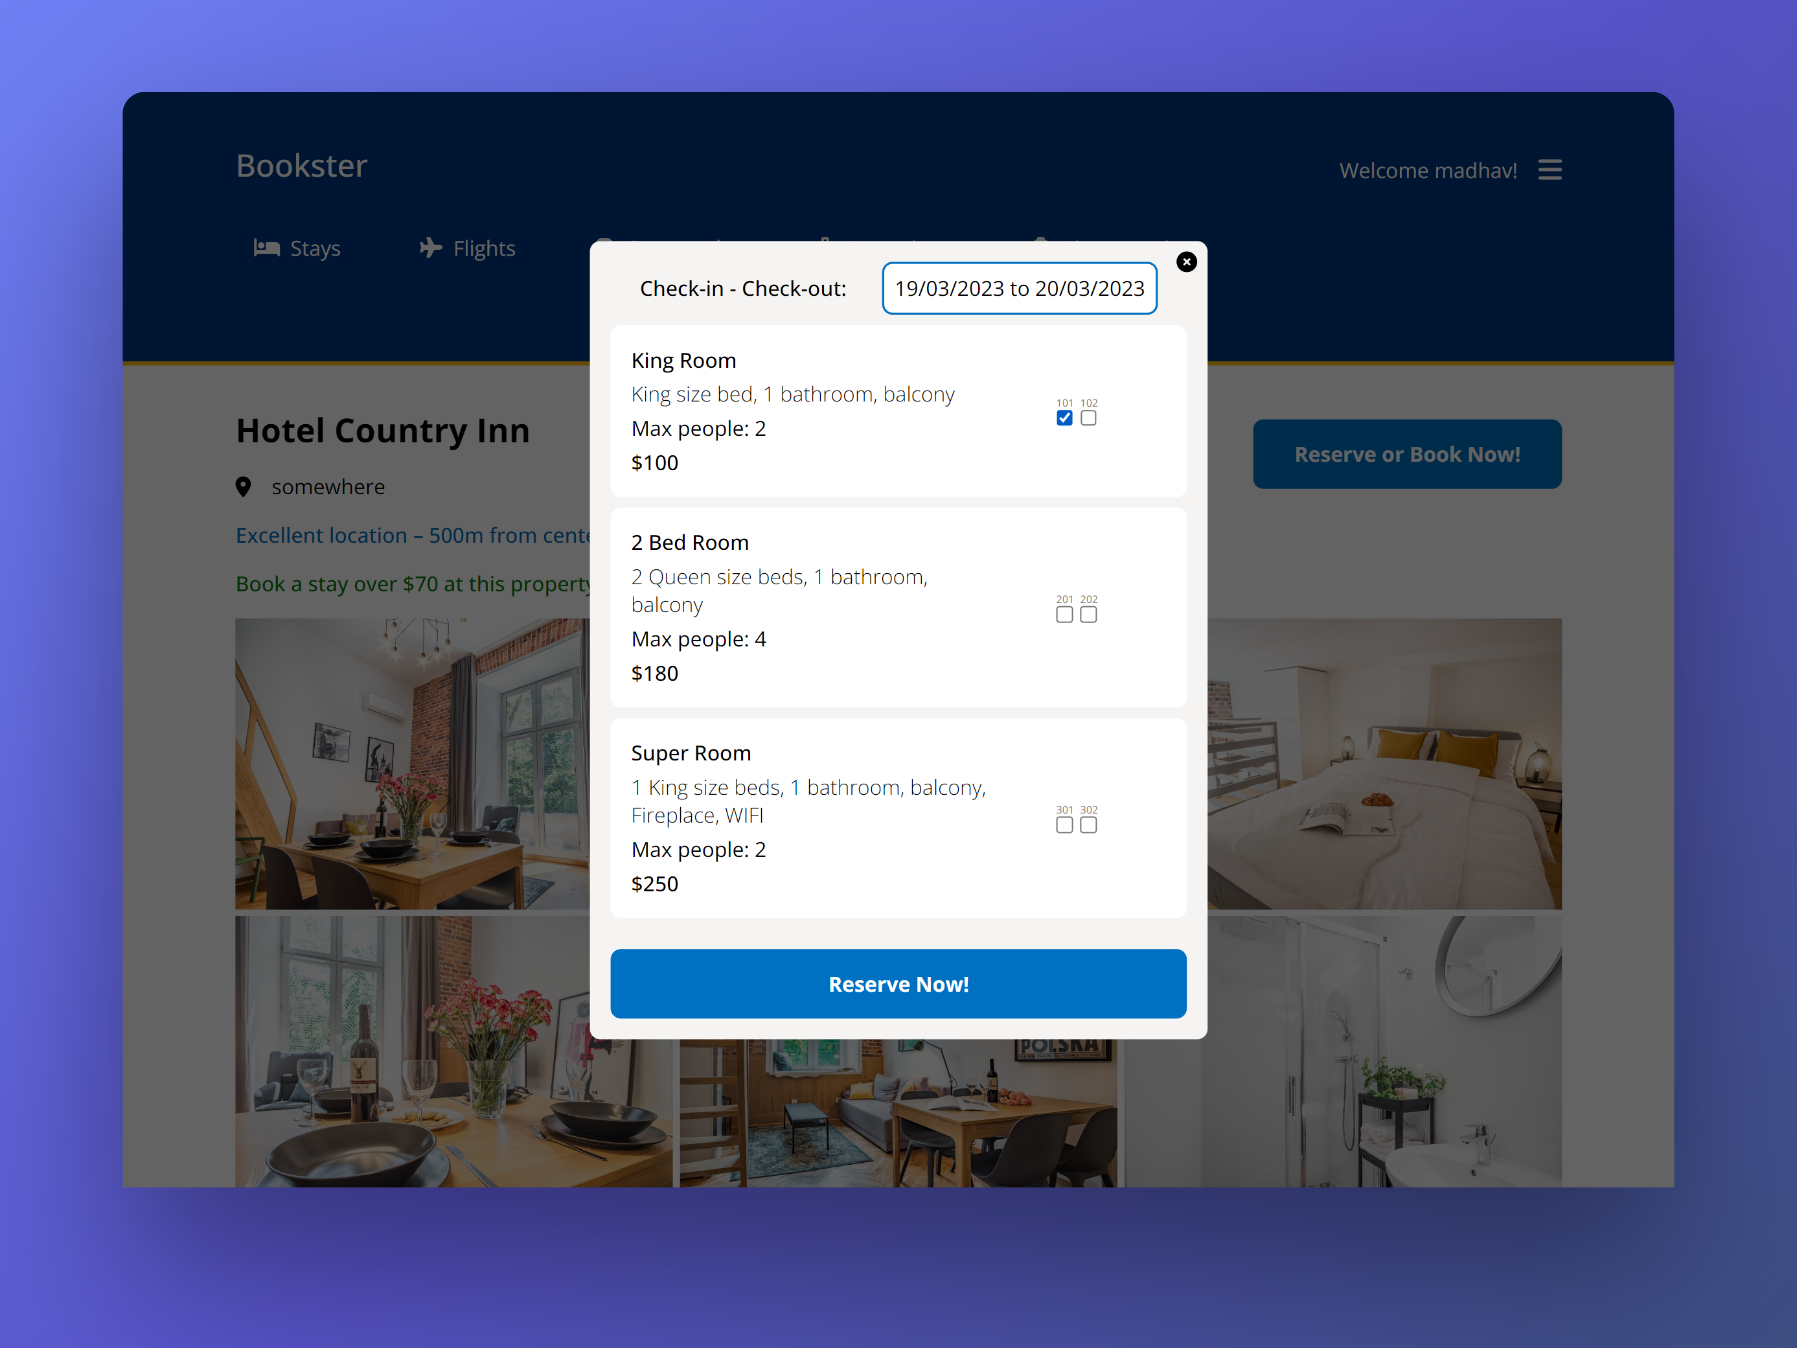 Bookster
Welcome madhav!
Stays
Flights
Check-in - Check-out:
19/03/2023 to 20/03/2023
King Room
King size bed, 1 bathroom, balcony
Max people: 2
$100
101 102
2 Bed Room
2 Queen size beds, 1 bathroom,
balcony
Max people: 4
$180
201 202
Super Room
1 King size beds, 1 bathroom, balcony,
Fireplace, WIFI
Max people: 2
$250
301 302
Reserve Now!
Hotel Country Inn
somewhere
Excellent location – 500m from cente
Book a stay over $70 at this property
Reserve or Book Now!
POLSKA